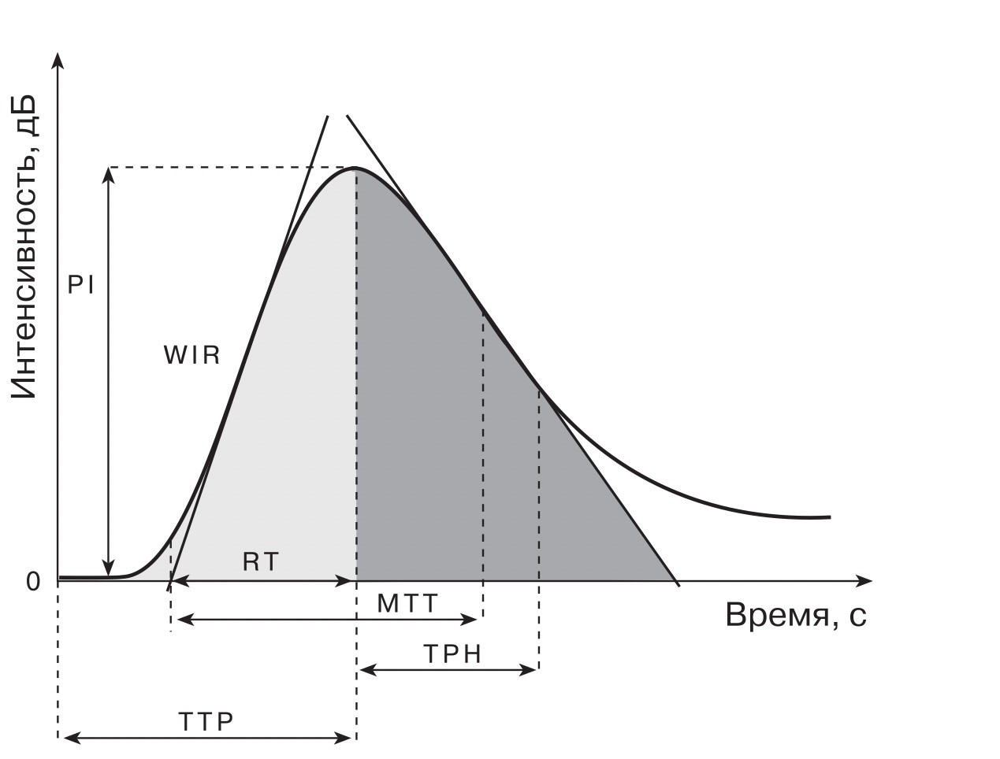 Интенсивность, дБ
PI
WIR
RT
0
MTT
Время, с
TPH
TTP